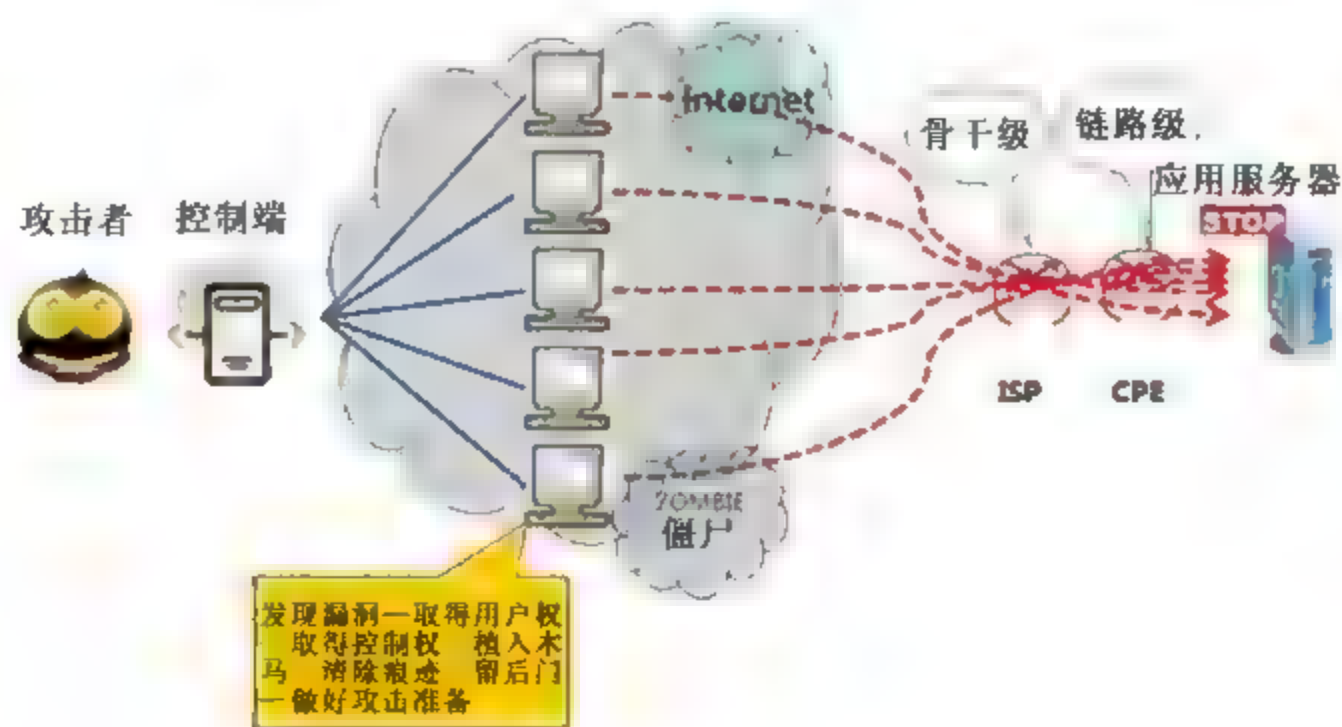 Internet
骨干级
链路级
应用服务器
STOP
攻击者
控制端
ISP
CPE
ZOMBIE
僵尸
发现漏洞—取得用户权
取得控制权 植入木
马 清除痕迹 留后门
—做好攻击准备